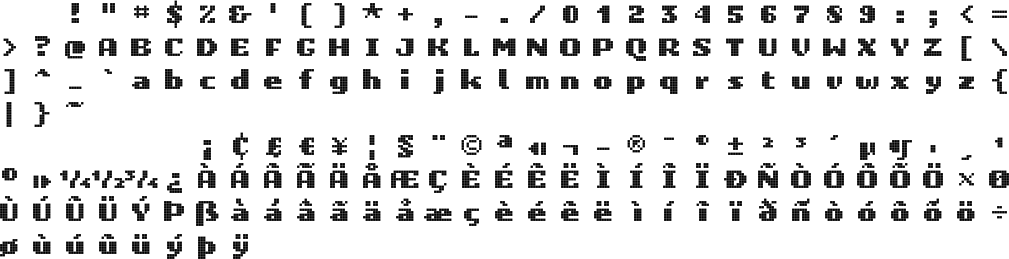 ! " # $ % & ' ( ) * + , - . / 0 1 2 3 4 5 6 7 8 9 : ; < =
> ? @ A B C D E F G H I J K L M N O P Q R S T U V W X Y Z [ \
] ^ _ ` a b c d e f g h i j k l m n o p q r s t u v w x y z {
| } ~
¡ ¢ £ € ¥ ¦ § ¨ © ª « ¬ - ® ¯ ° ± ² ³ ´ µ ¶ · ¸ ¹
º » ¼ ½ ¾ ¿ À Á Â Ã Ä Å Æ Ç È É Ê Ë Ì Í Î Ï Ð Ñ Ò Ó Ô Õ Ö × Ø
Ù Ú Û Ü Ý Þ ß à á â ã ä å æ ç è é ê ë ì í î ï ð ñ ò ó ô õ ö ÷
ø ù ú û ü ý þ ÿ